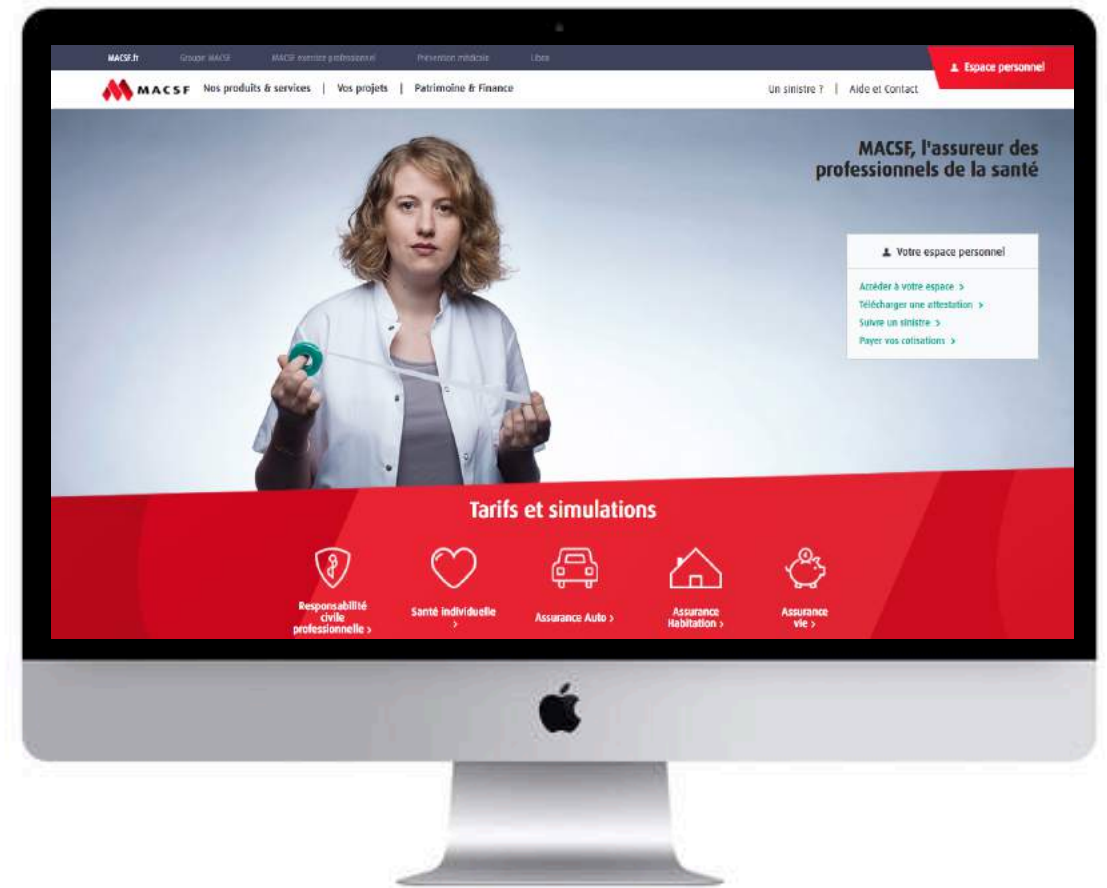 MACSF.fr
Groupe MACSF
MACSF exercice professionnel
Prévention médicale
Libea
Espace personnel
MACSF
Nos produits & services | Vos projets | Patrimoine & Finance
Un sinistre ? | Aide et Contact
MACSF, l'assureur des
professionnels de la santé
Votre espace personnel
Accéder à votre espace >
Télécharger une attestation >
Suivre un sinistre >
Payer vos cotisations >
Tarifs et simulations
Responsabilité
civile
professionnelle >
Santé individuelle
>
Assurance Auto >
Assurance
Habitation >
Assurance
vie >